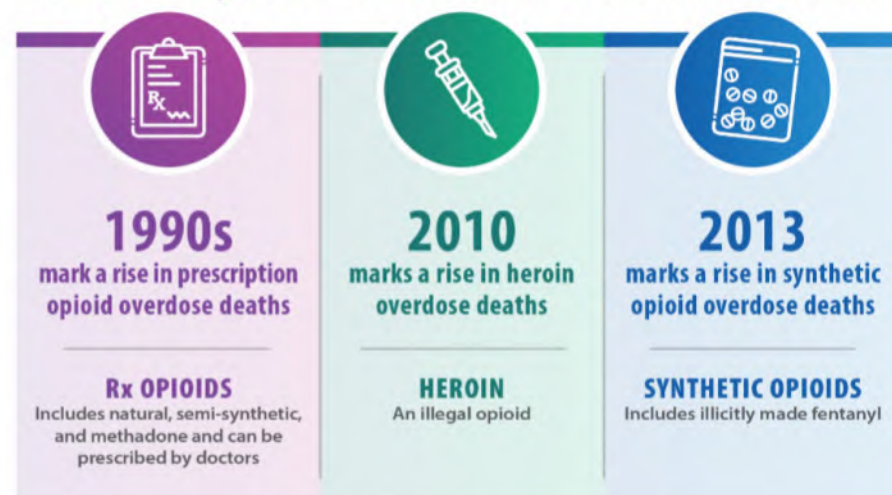 Rx
1990s
mark a rise in prescription
opioid overdose deaths
Rx OPIOIDS
Includes natural, semi-synthetic,
and methadone and can be
prescribed by doctors
2010
marks a rise in heroin
overdose deaths
HEROIN
An illegal opioid
2013
marks a rise in synthetic
opioid overdose deaths
SYNTHETIC OPIOIDS
Includes illicitly made fentanyl